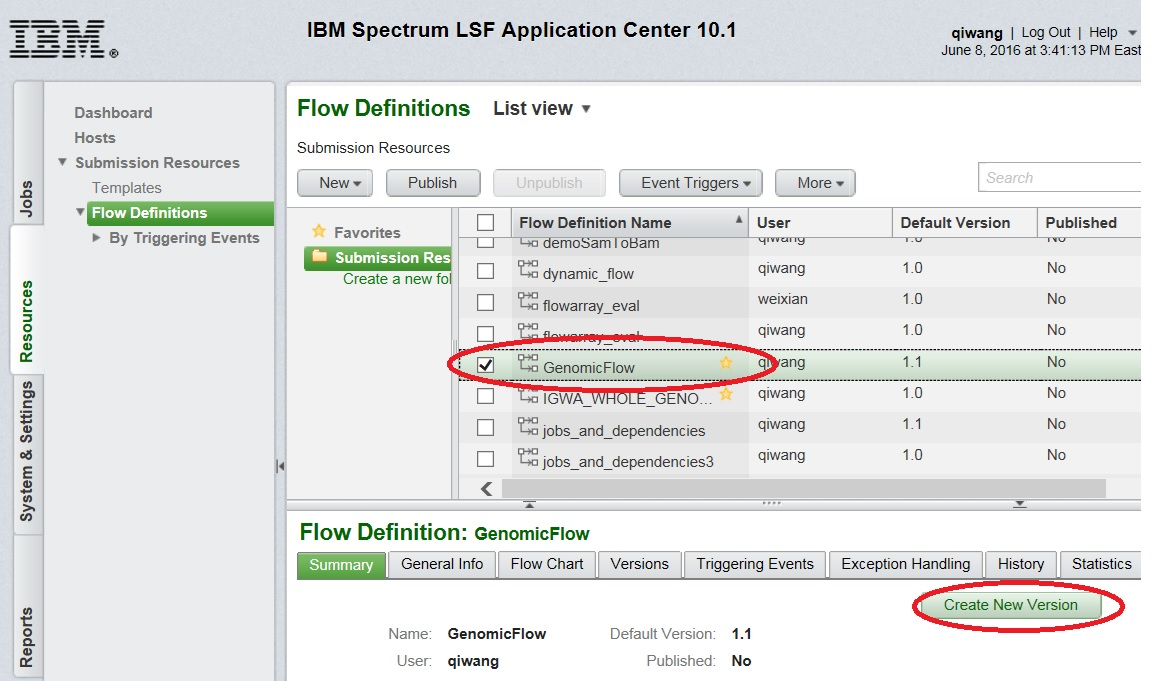 IBM Spectrum LSF Application Center 10.1
IBM®
qiwang | Log Out | Help
June 8, 2016 at 3:41:13 PM East
Jobs
Resources
System & Settings
Reports
Dashboard
Hosts
Submission Resources
Templates
Flow Definitions
By Triggering Events
Flow Definitions List view
Submission Resources
New Publish Unpublish Event Triggers More Search
Favorites
Submission Res
Create a new fol
Flow Definition Name User Default Version Published
demoSamToBam qiwang 1.0 No
dynamic_flow qiwang 1.0 No
flowarray_eval weixian 1.0 No
flowarray_eval qiwang 1.0 No
GenomicFlow qiwang 1.1 No
IGWA_WHOLE_GENO... qiwang 1.0 No
jobs_and_dependencies qiwang 1.1 No
jobs_and_dependencies3 qiwang 1.0 No
Flow Definition: GenomicFlow
Summary General Info Flow Chart Versions Triggering Events Exception Handling History Statistics
Create New Version
Name: GenomicFlow Default Version: 1.1
User: qiwang Published: No